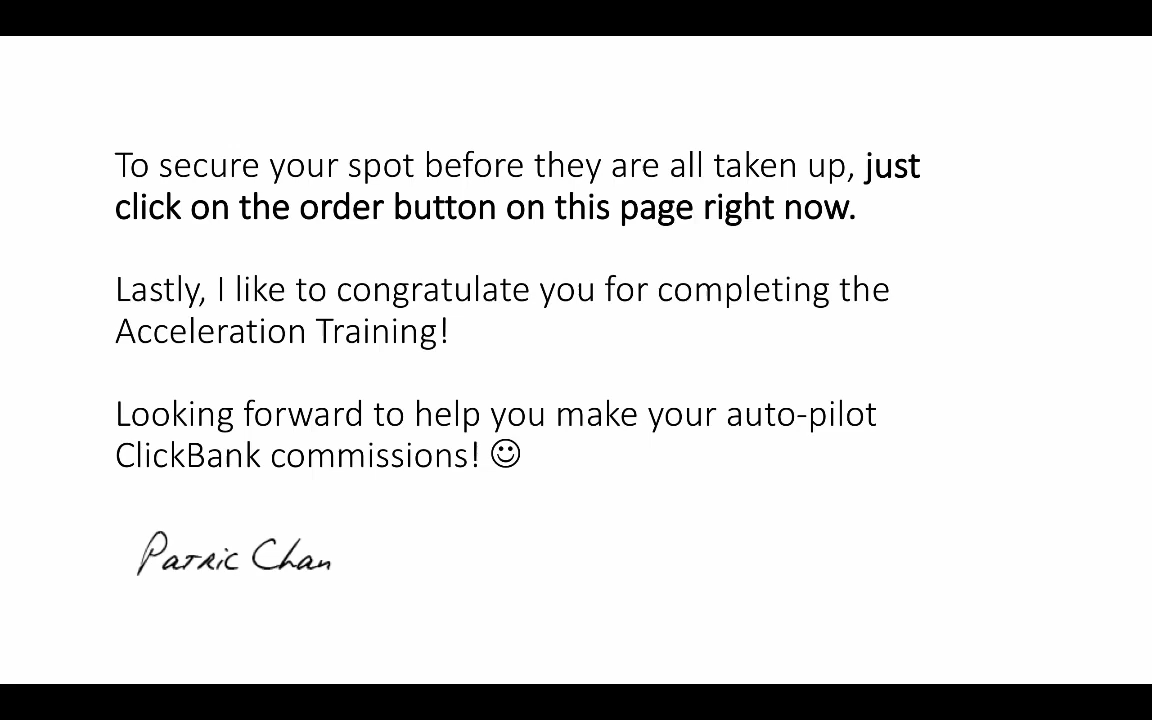 To secure your spot before they are all taken up, just
click on the order button on this page right now.
Lastly, I like to congratulate you for completing the
Acceleration Training!
Looking forward to help you make your auto-pilot
ClickBank commissions! ☺
Patric Chan